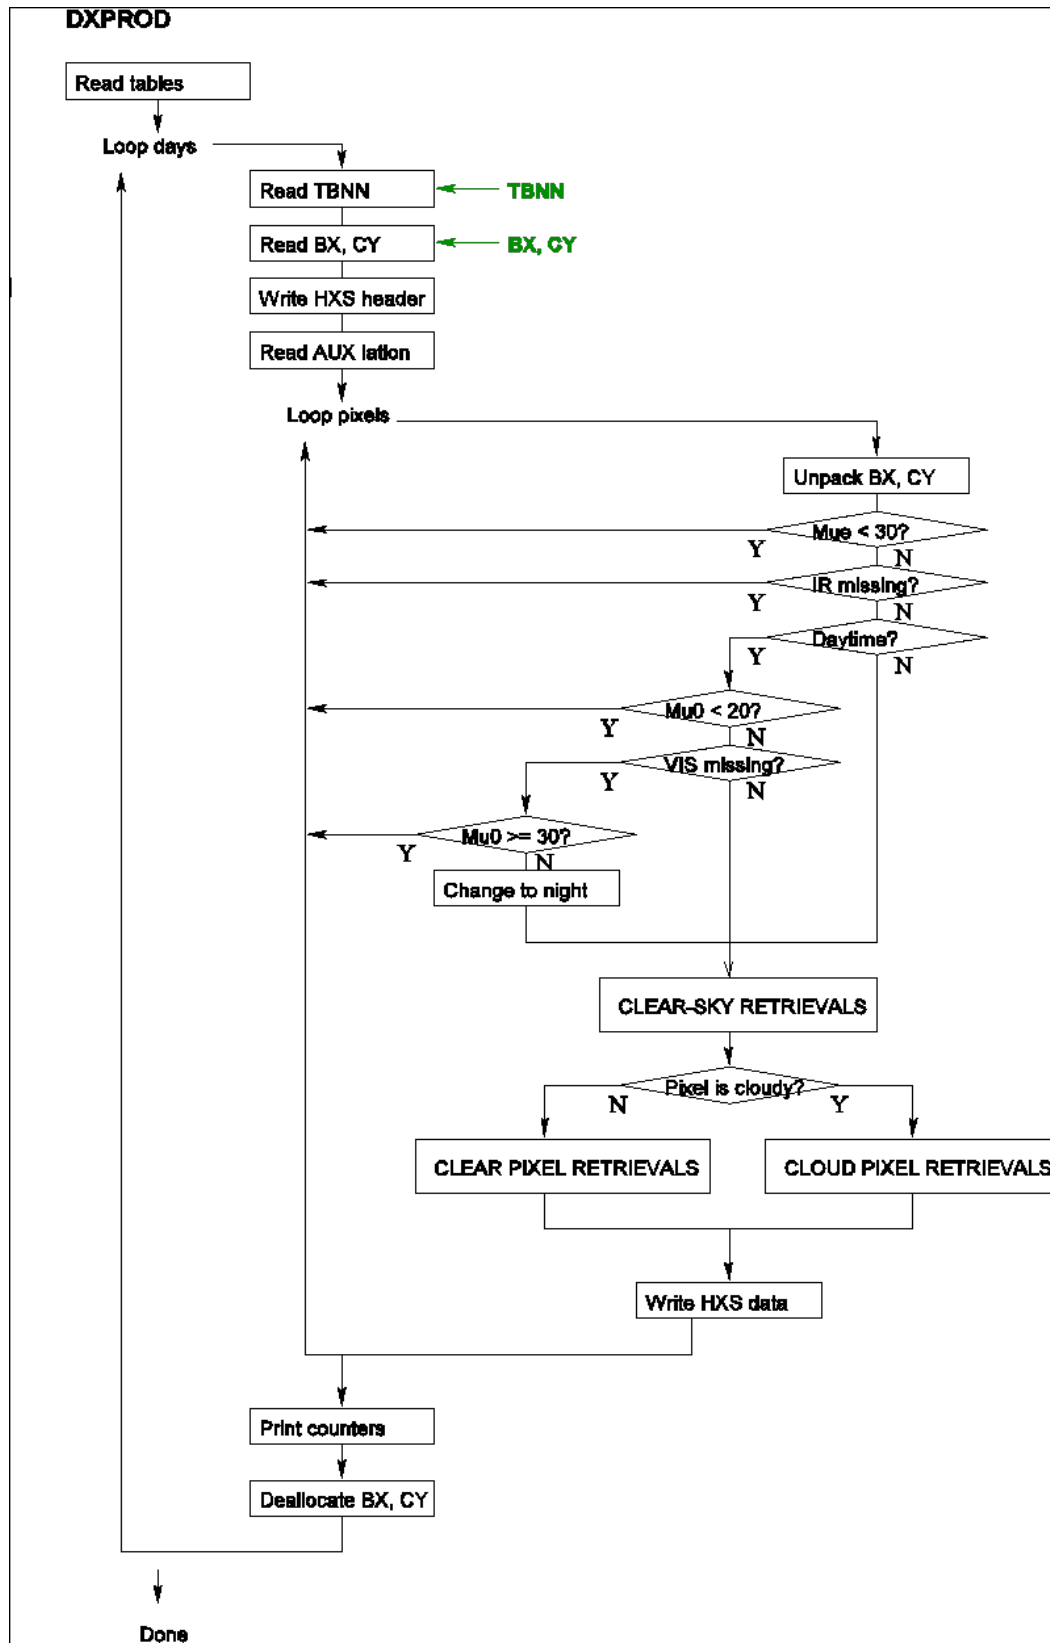 DXPROD
Read tables
Loop days
Read TBNN
TBNN
Read BX, CY
BX, CY
Write HXS header
Read AUX lation
Loop pixels
Unpack BX, CY
Mue < 30?
Y
N
IR missing?
Y
N
Daytime?
Y
N
Mu0 < 20?
Y
N
VIS missing?
Y
N
Mu0 >= 30?
Y
N
Change to night
CLEAR-SKY RETRIEVALS
Pixel is cloudy?
N
Y
CLEAR PIXEL RETRIEVALS
CLOUD PIXEL RETRIEVALS
Write HXS data
Print counters
Deallocate BX, CY
Done